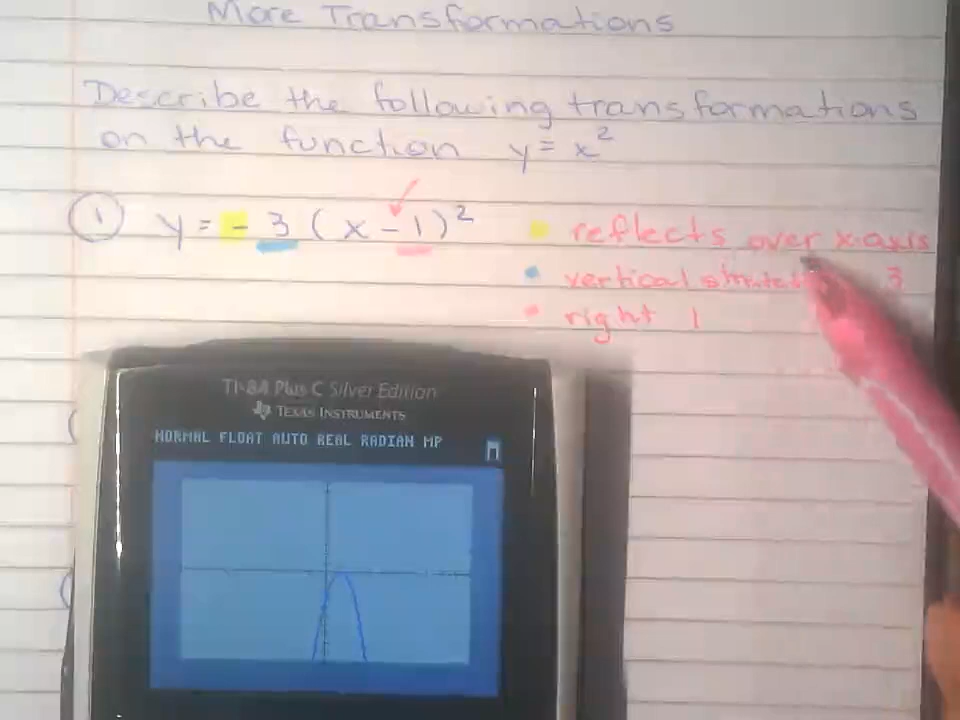 More Transformations
Describe the following transformations
on the function y = x²
① y = - 3 ( x - 1 )² reflects over x-axis
vertical 3
right 1
TI-84 Plus C Silver Edition
TEXAS INSTRUMENTS
NORMAL FLOAT AUTO REAL RADIAN MP